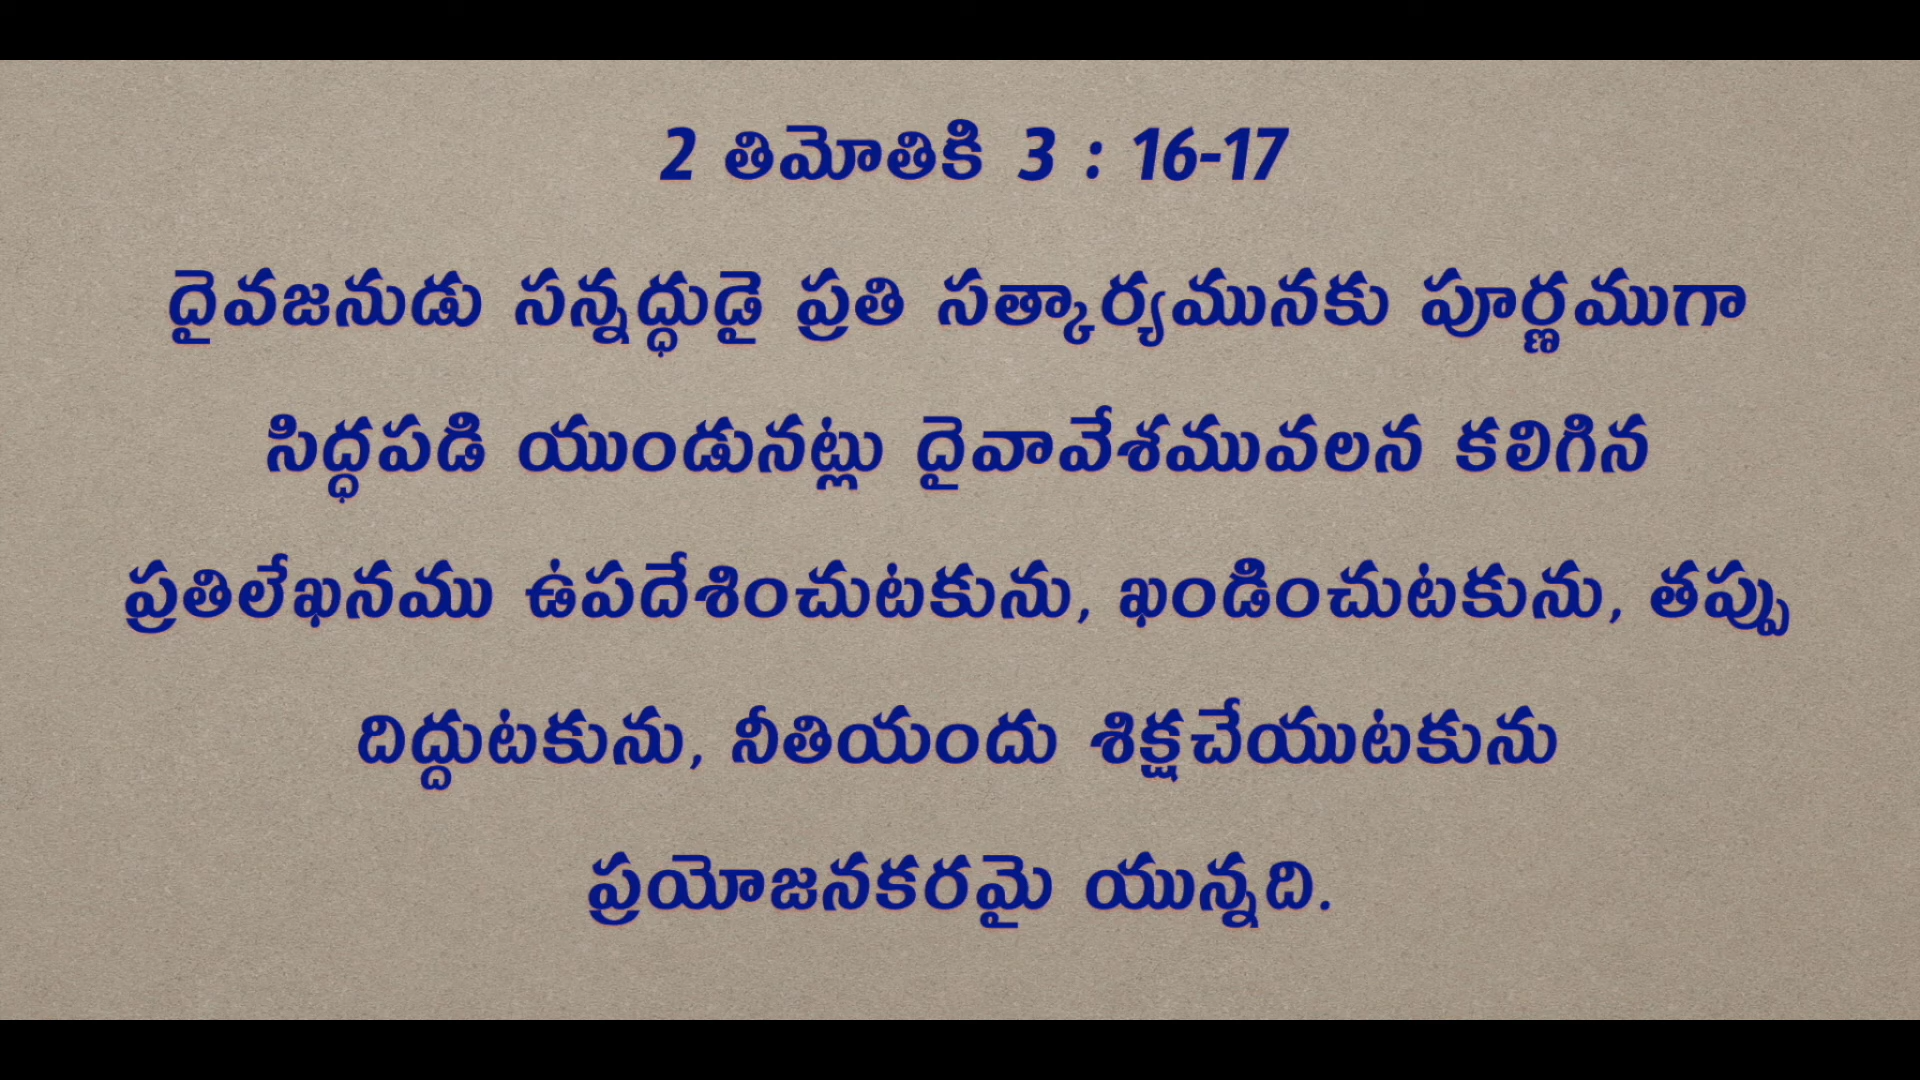 2 తిమోతికి 3 : 16-17
దైవజనుడు సన్నద్ధుడై ప్రతి సత్కార్యమునకు పూర్ణముగా
సిద్ధపడి యుండునట్లు దైవావేశమువలన కలిగిన
ప్రతిలేఖనము ఉపదేశించుటకును, ఖండించుటకును, తప్పు
దిద్దుటకును, నీతియందు శిక్షచేయుటకును
ప్రయోజనకరమై యున్నది.